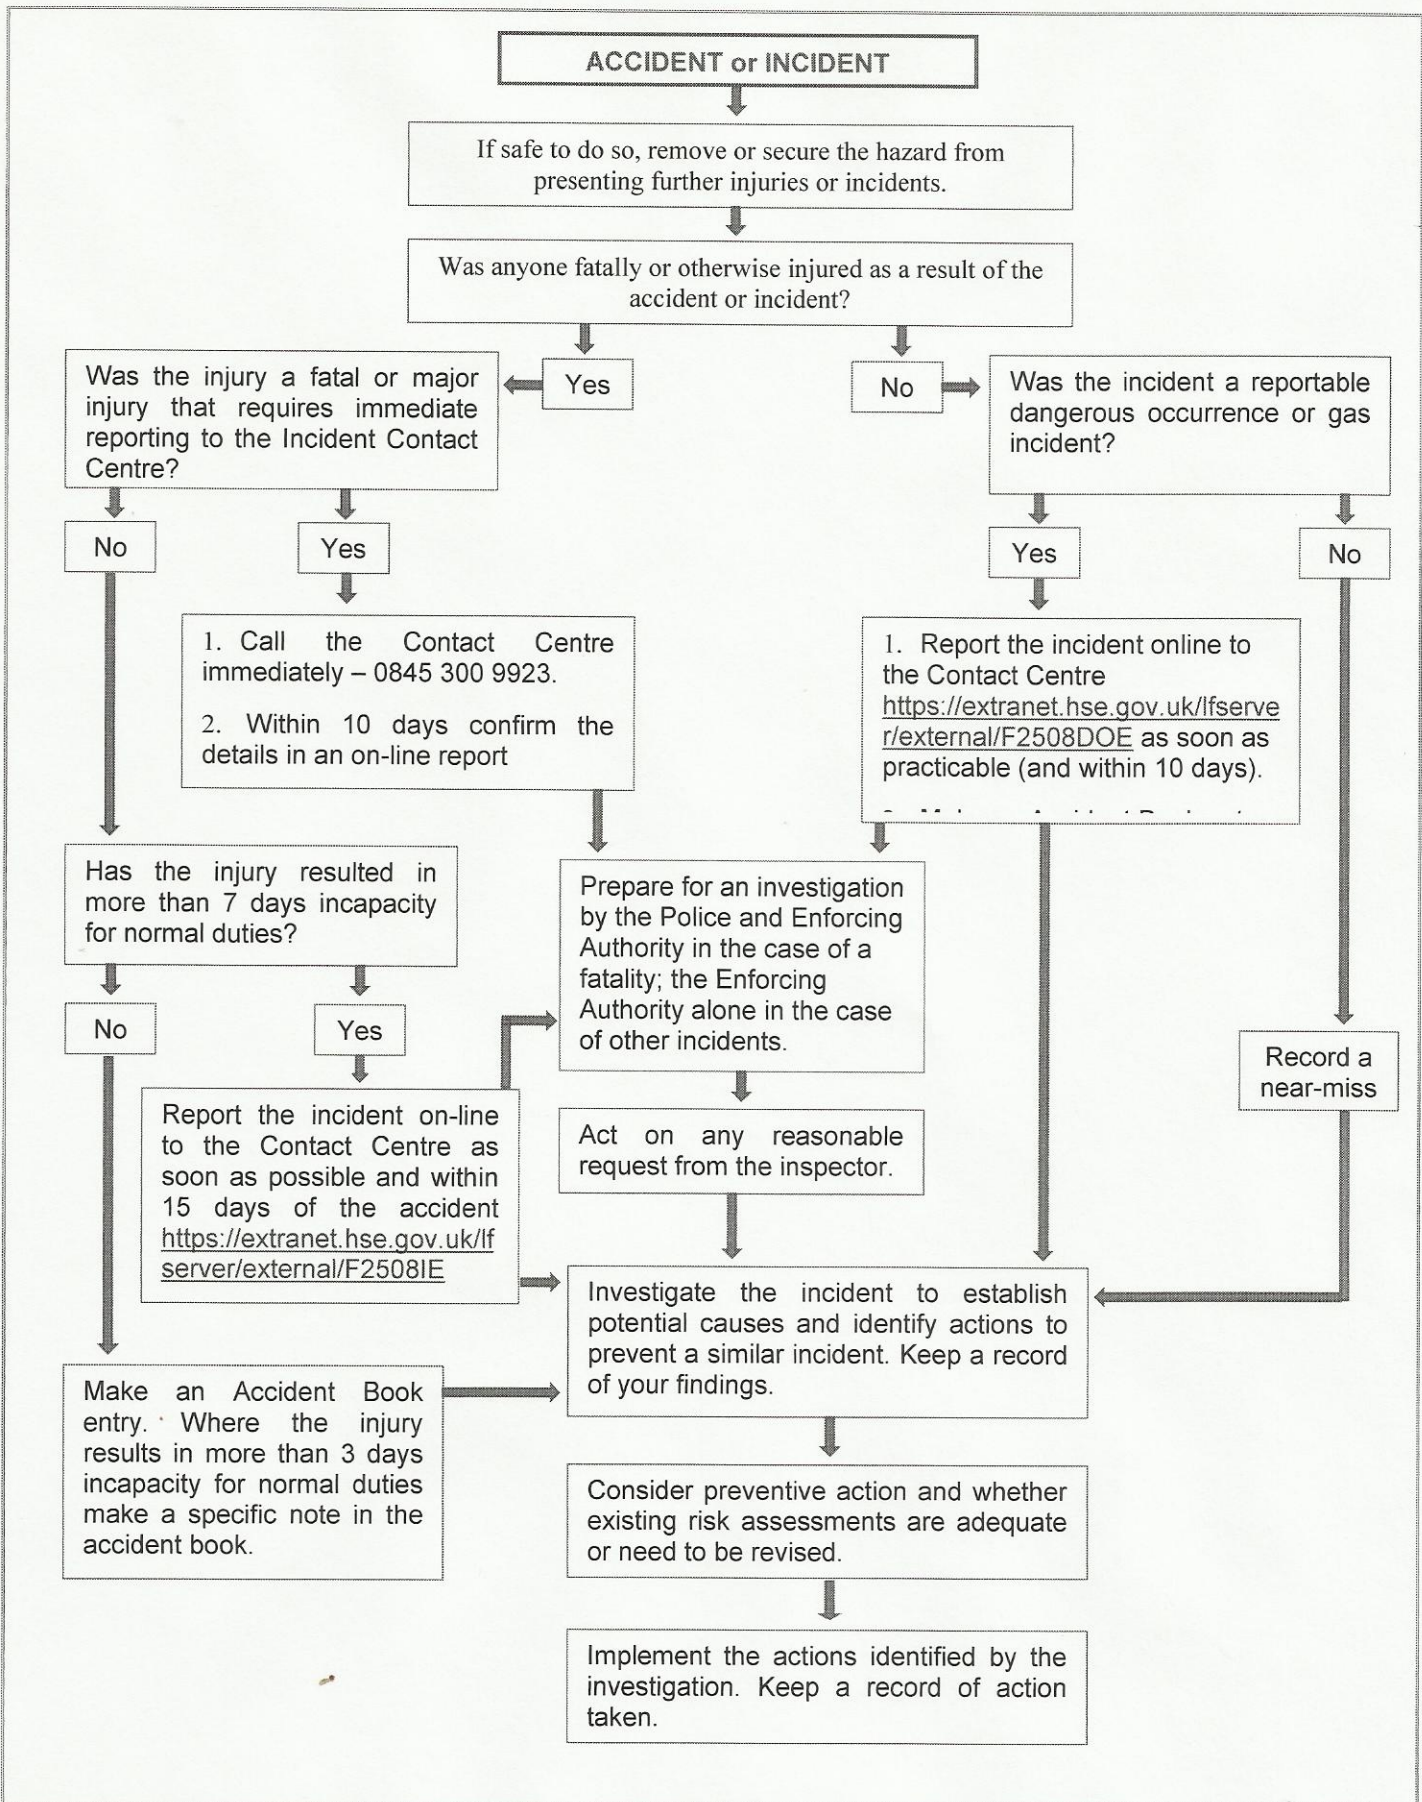 ACCIDENT or INCIDENT
If safe to do so, remove or secure the hazard from
presenting further injuries or incidents.
Was anyone fatally or otherwise injured as a result of the
accident or incident?
Yes
No
Was the injury a fatal or major
injury that requires immediate
reporting to the Incident Contact
Centre?
Was the incident a reportable
dangerous occurrence or gas
incident?
No
Yes
Yes
No
1. Call the Contact Centre
immediately – 0845 300 9923.
2. Within 10 days confirm the
details in an on-line report
1. Report the incident online to
the Contact Centre
https://extranet.hse.gov.uk/lfserve
r/external/F2508DOE as soon as
practicable (and within 10 days).
Has the injury resulted in
more than 7 days incapacity
for normal duties?
Prepare for an investigation
by the Police and Enforcing
Authority in the case of a
fatality; the Enforcing
Authority alone in the case
of other incidents.
No
Yes
Record a
near-miss
Report the incident on-line
to the Contact Centre as
soon as possible and within
15 days of the accident
https://extranet.hse.gov.uk/lf
server/external/F2508IE
Act on any reasonable
request from the inspector.
Investigate the incident to establish
potential causes and identify actions to
prevent a similar incident. Keep a record
of your findings.
Make an Accident Book
entry. Where the injury
results in more than 3 days
incapacity for normal duties
make a specific note in the
accident book.
Consider preventive action and whether
existing risk assessments are adequate
or need to be revised.
Implement the actions identified by the
investigation. Keep a record of action
taken.